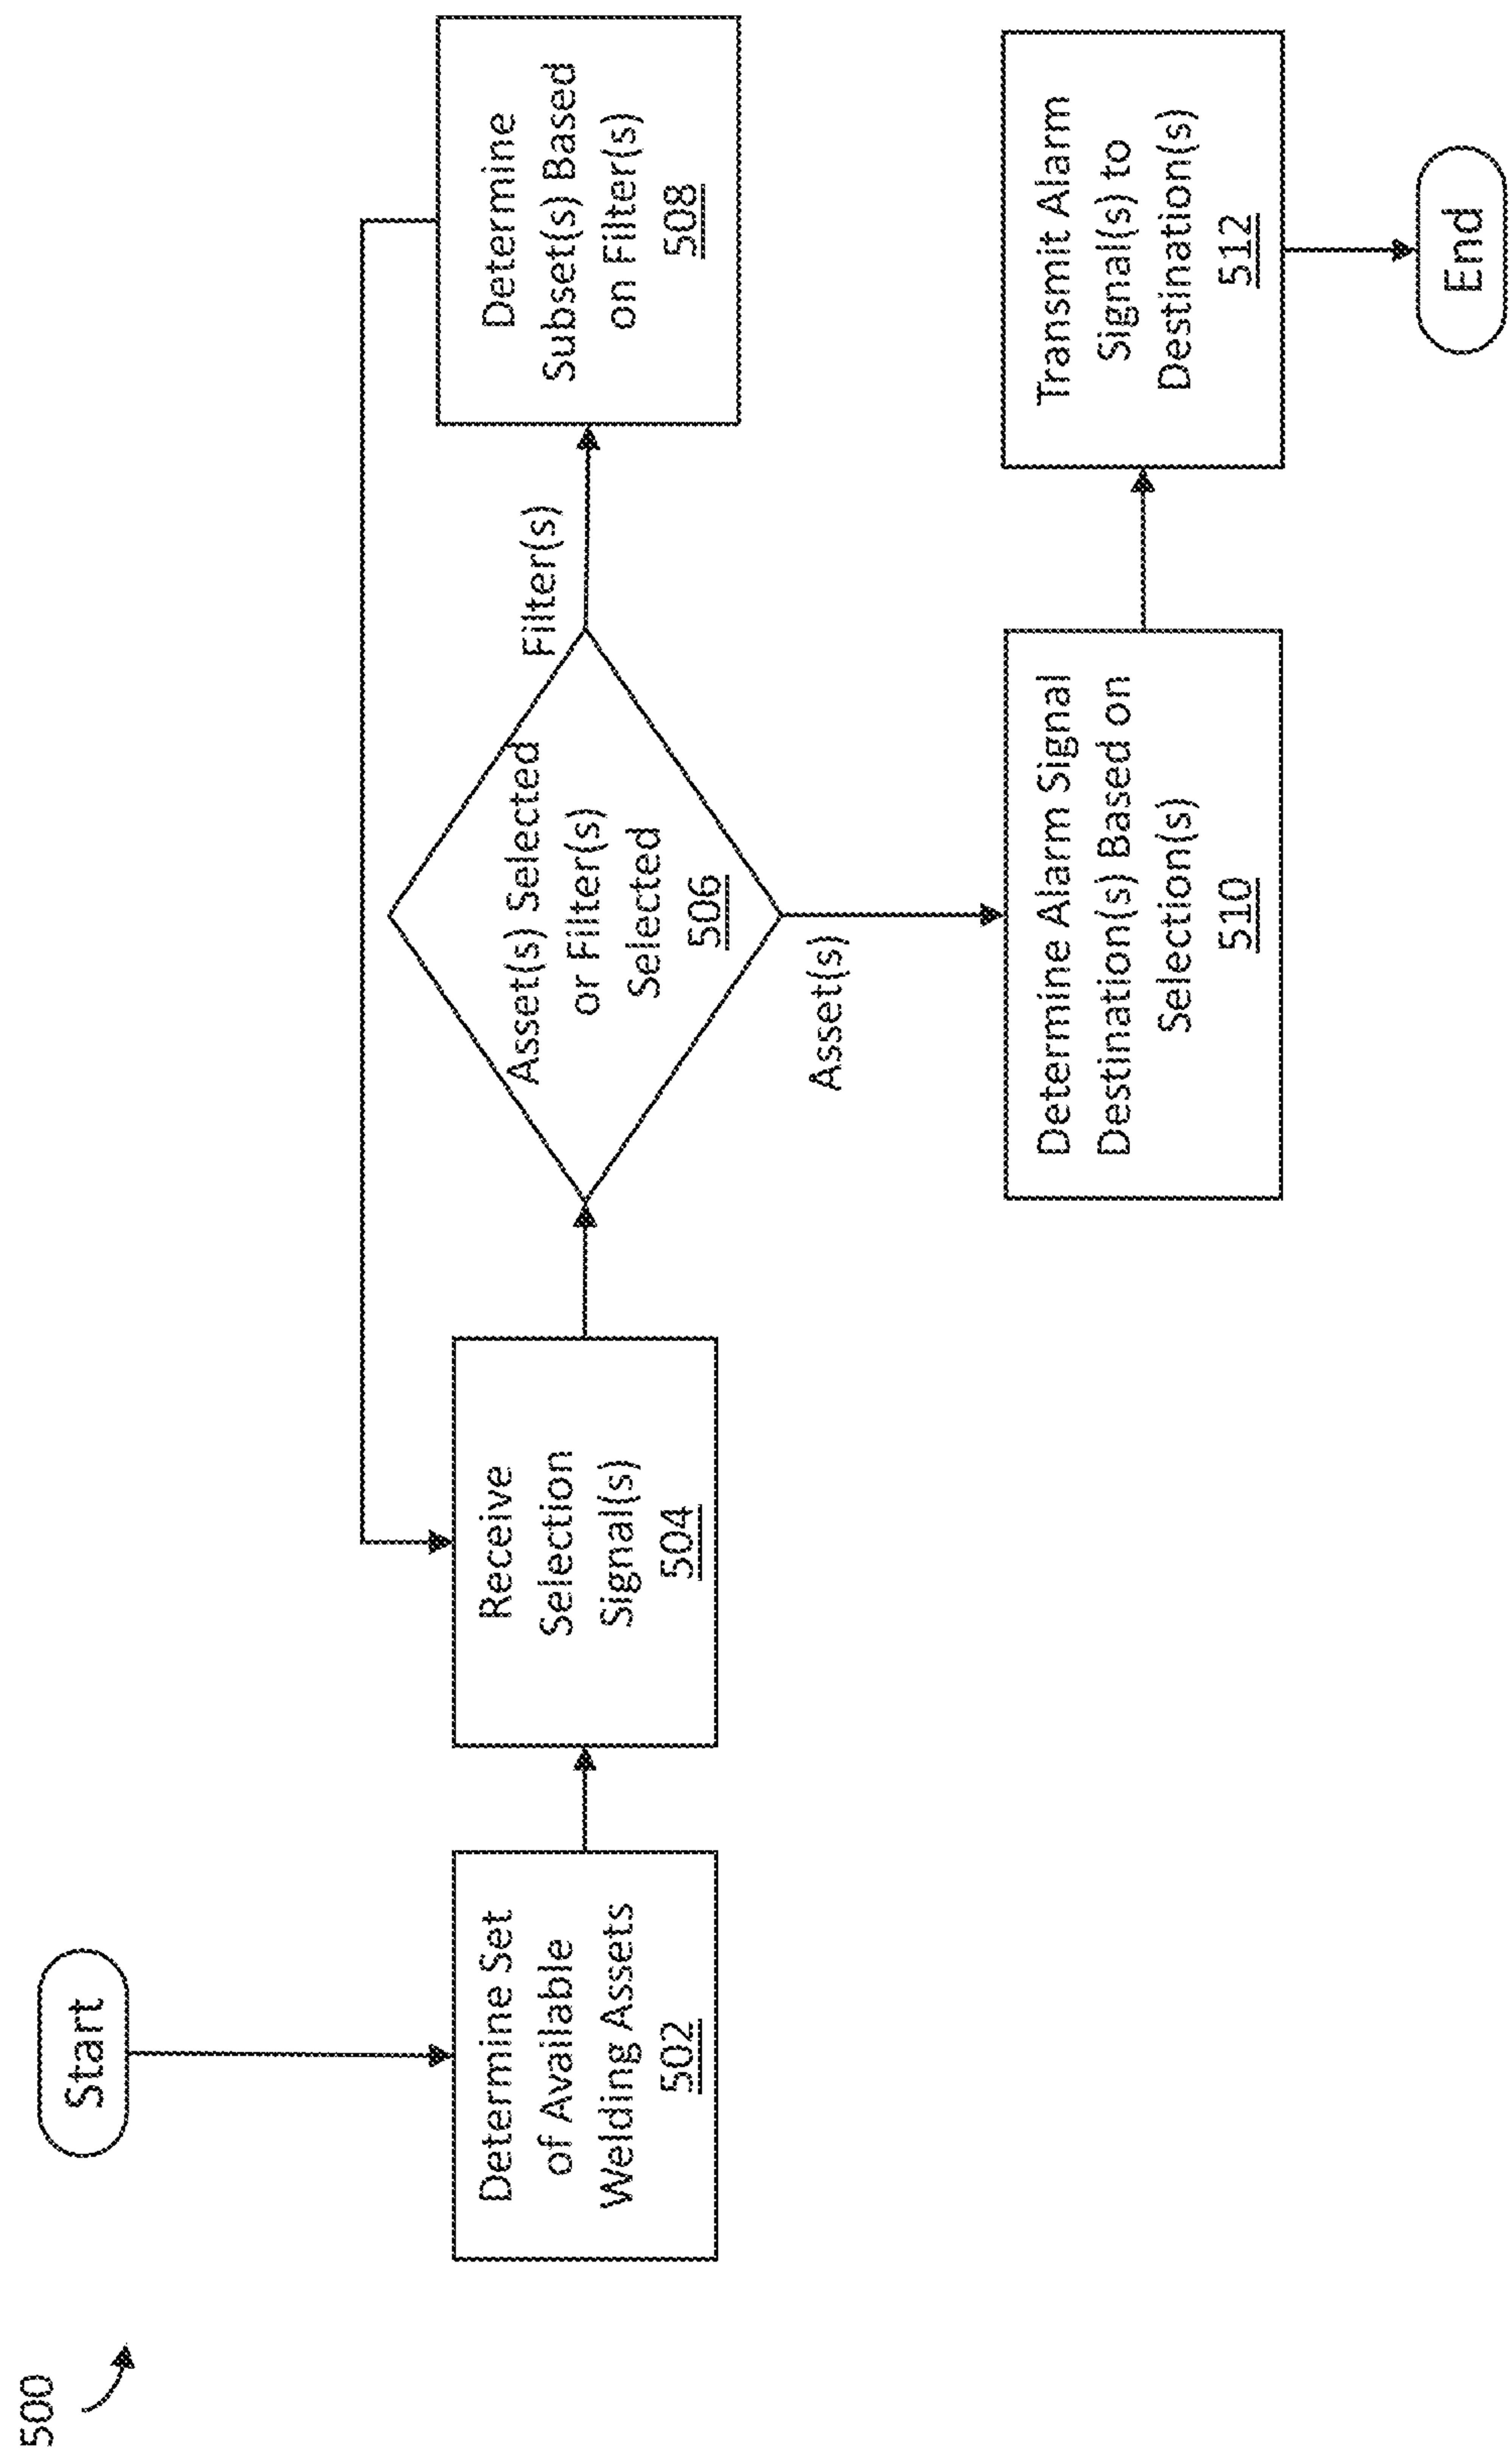 500
Start
Determine Set
of Available
Welding Assets
502
Receive
Selection
Signal(s)
504
Asset(s) Selected
or Filter(s)
Selected
506
Filter(s)
Determine
Subset(s) Based
on Filter(s)
508
Asset(s)
Determine Alarm Signal
Destination(s) Based on
Selection(s)
510
Transmit Alarm
Signal(s) to
Destination(s)
512
End